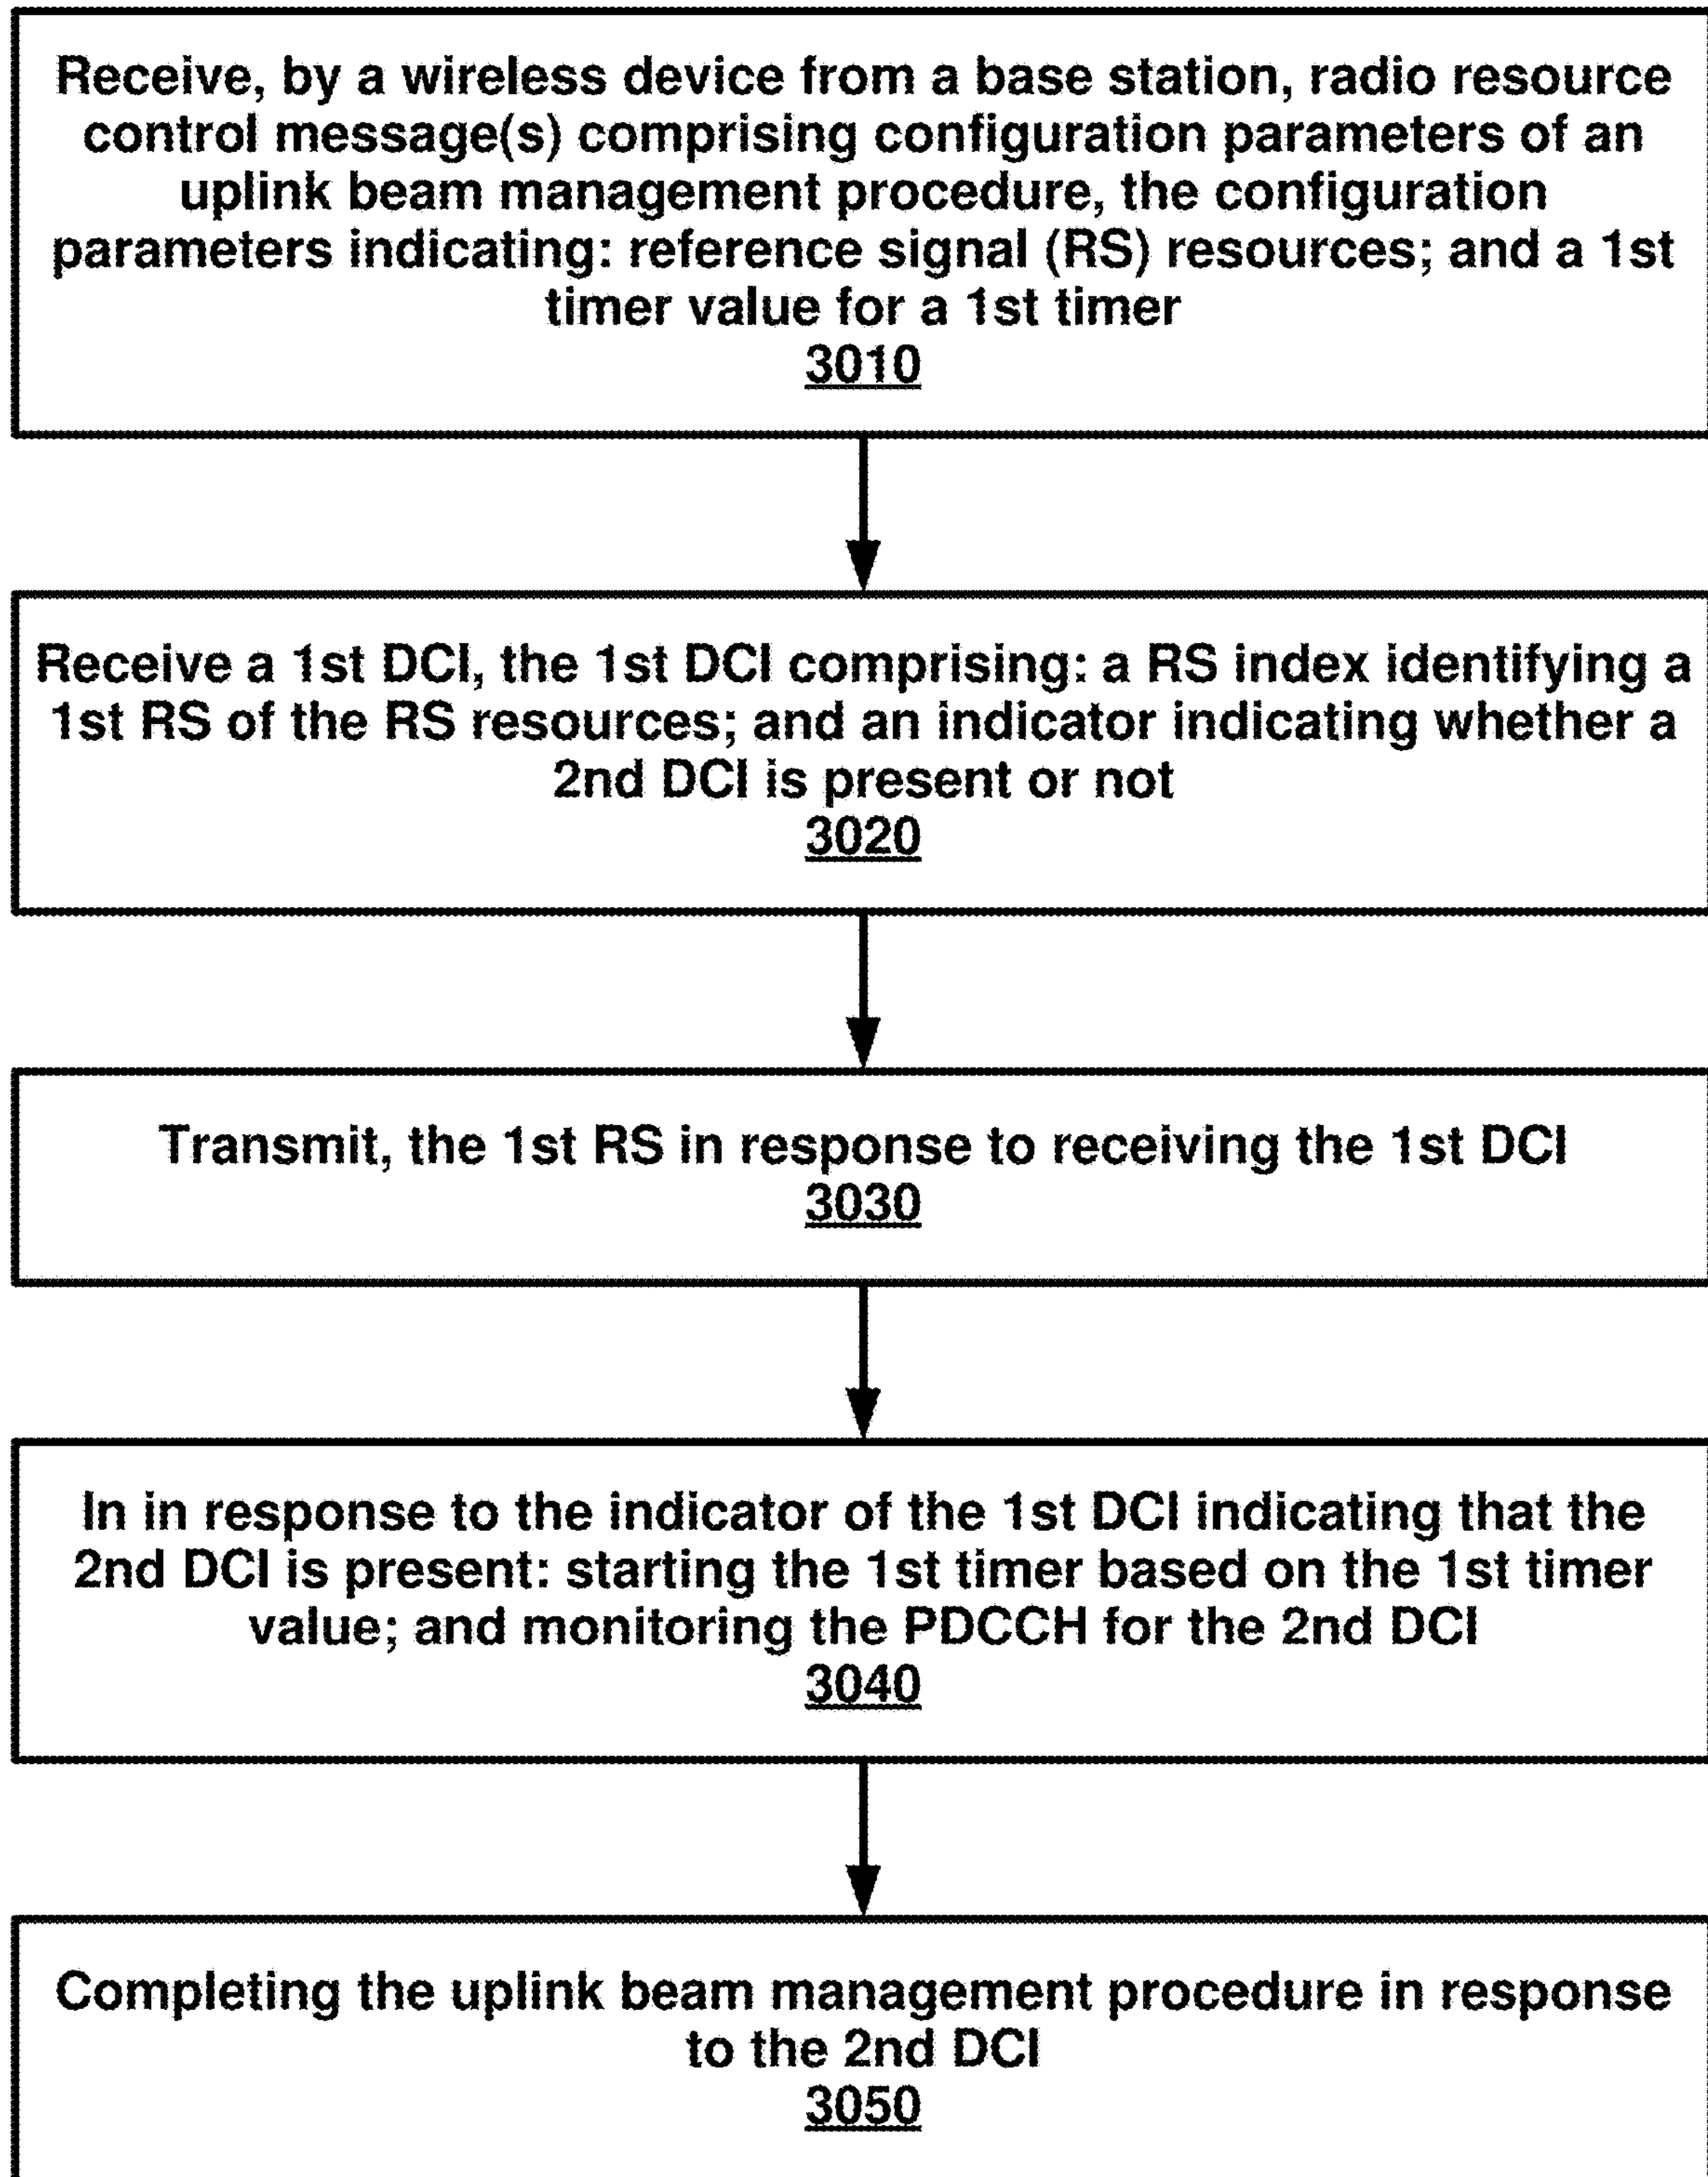 Receive, by a wireless device from a base station, radio resource
control message(s) comprising configuration parameters of an
uplink beam management procedure, the configuration
parameters indicating: reference signal (RS) resources; and a 1st
timer value for a 1st timer
3010
Receive a 1st DCI, the 1st DCI comprising: a RS index identifying a
1st RS of the RS resources; and an indicator indicating whether a
2nd DCI is present or not
3020
Transmit, the 1st RS in response to receiving the 1st DCI
3030
In in response to the indicator of the 1st DCI indicating that the
2nd DCI is present: starting the 1st timer based on the 1st timer
value; and monitoring the PDCCH for the 2nd DCI
3040
Completing the uplink beam management procedure in response
to the 2nd DCI
3050